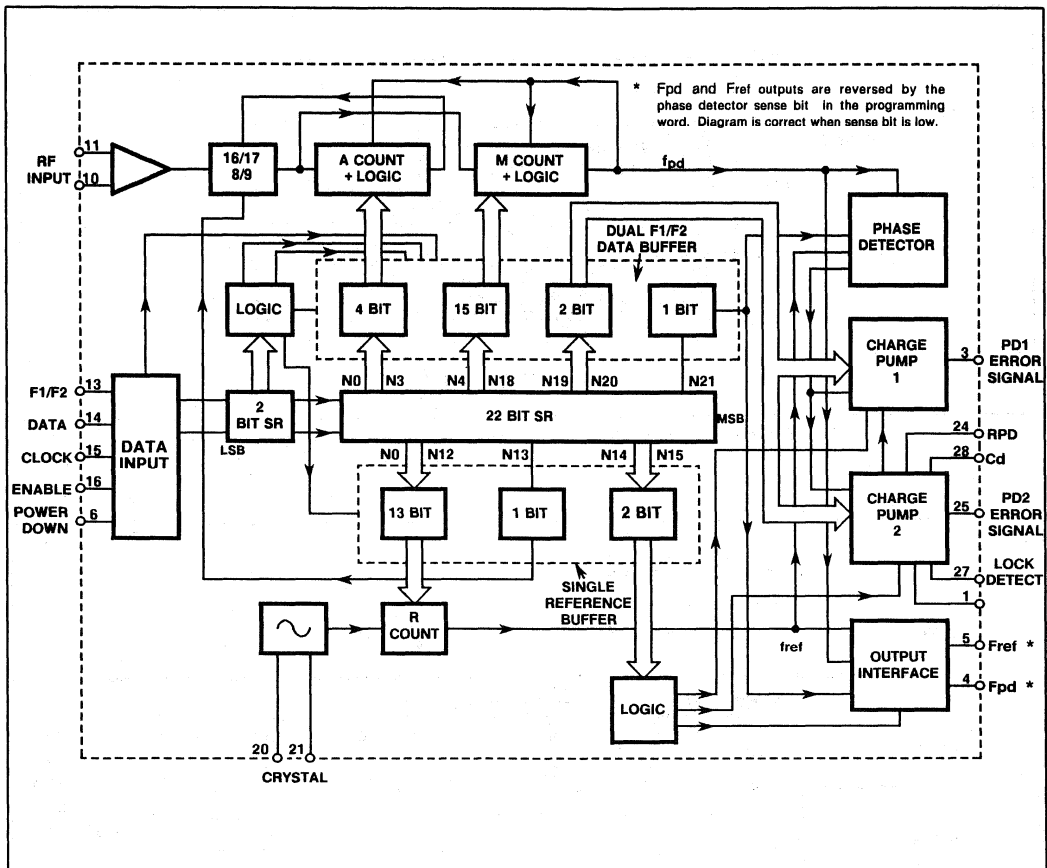 * Fpd and Fref outputs are reversed by the
phase detector sense bit in the programming
word. Diagram is correct when sense bit is low.
11
RF
INPUT
10
16/17
8/9
A COUNT
+ LOGIC
M COUNT
+ LOGIC
fpd
PHASE
DETECTOR
DUAL F1/F2
DATA BUFFER
LOGIC
4 BIT
15 BIT
2 BIT
1 BIT
CHARGE
PUMP
1
3
PD1
ERROR
SIGNAL
N0
N3
N4
N18
N19
N20
N21
F1/F2
13
DATA
14
CLOCK
15
ENABLE
16
POWER
DOWN
6
DATA
INPUT
2
BIT SR
LSB
22 BIT SR
MSB
24
RPD
28
Cd
N0
N12
N13
N14
N15
13 BIT
1 BIT
2 BIT
CHARGE
PUMP
2
25
PD2
ERROR
SIGNAL
27
LOCK
DETECT
1
SINGLE
REFERENCE
BUFFER
R
COUNT
fref
LOGIC
OUTPUT
INTERFACE
5
Fref *
4
Fpd *
20
21
CRYSTAL